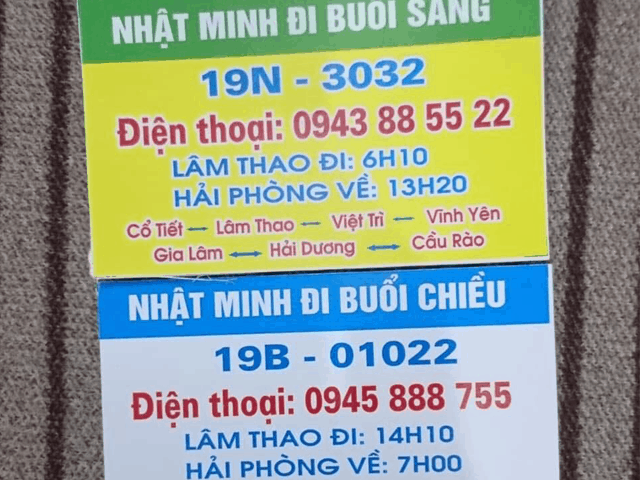 NHẬT MINH ĐI BUỔI SÁNG
19N - 3032
Điện thoại: 0943 88 55 22
LÂM THAO ĐI: 6H10
HẢI PHÒNG VỀ: 13H20
Cổ Tiết ↔ Lâm Thao ↔ Việt Trì ↔ Vĩnh Yên
Gia Lâm ↔ Hải Dương ↔ Cầu Rào
NHẬT MINH ĐI BUỔI CHIỀU
19B - 01022
Điện thoại: 0945 888 755
LÂM THAO ĐI: 14H10
HẢI PHÒNG VỀ: 7H00